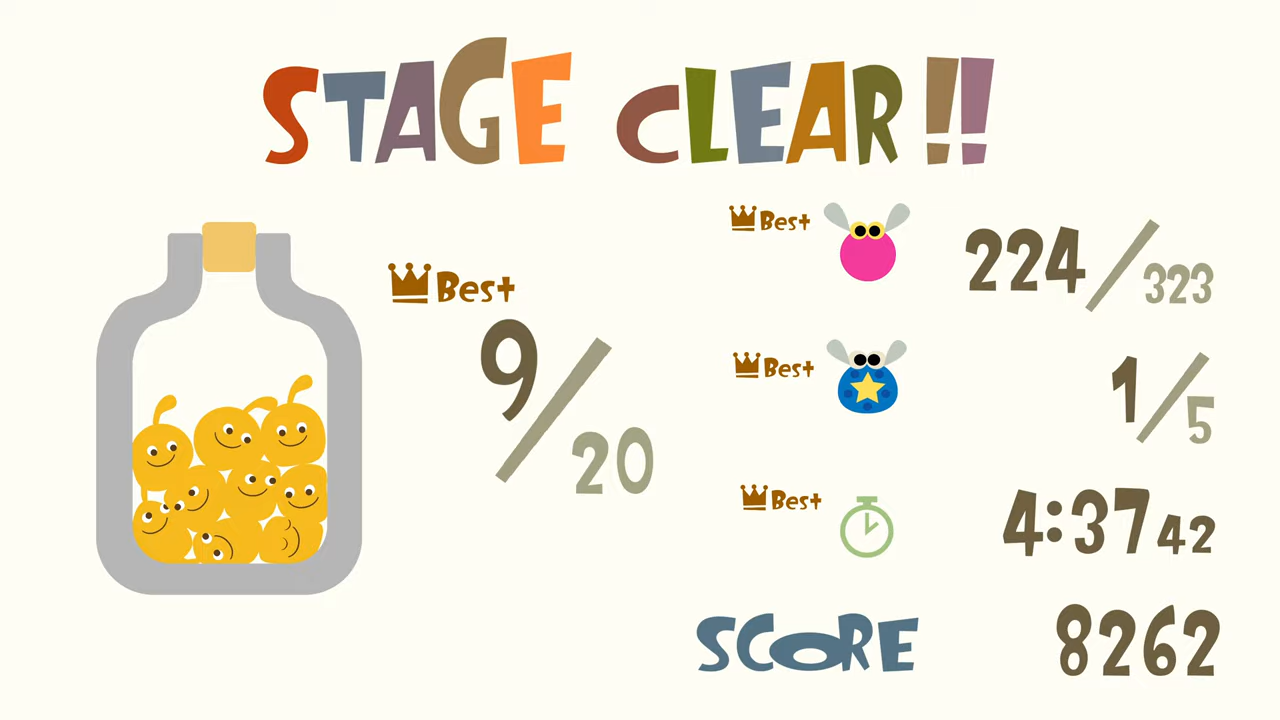 STAGE CLEAR!!
Best
9/20
Best
224/323
Best
1/5
Best
4:37 42
SCORE 8262